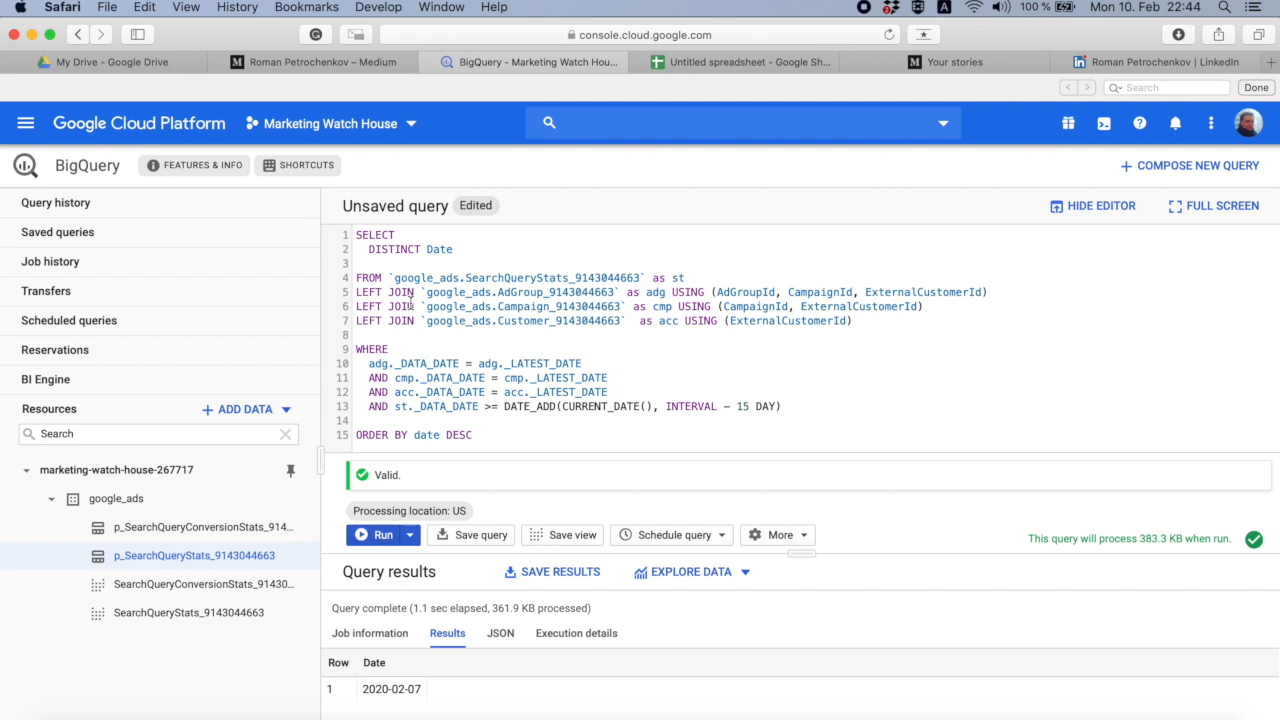 Safari File Edit View History Bookmarks Develop Window Help 2 A 100 % Mon 10. Feb 22:44
console.cloud.google.com
My Drive - Google Drive
Roman Petrochenkov – Medium
BigQuery - Marketing Watch Hou...
Untitled spreadsheet - Google Sh...
Your stories
Roman Petrochenkov | LinkedIn
Search Done
Google Cloud Platform Marketing Watch House
BigQuery FEATURES & INFO SHORTCUTS + COMPOSE NEW QUERY
Query history
Saved queries
Job history
Transfers
Scheduled queries
Reservations
BI Engine
Resources + ADD DATA
Search
marketing-watch-house-267717
google_ads
p_SearchQueryConversionStats_914...
p_SearchQueryStats_9143044663
SearchQueryConversionStats_91430...
SearchQueryStats_9143044663
Unsaved query Edited HIDE EDITOR FULL SCREEN
1 SELECT
2 DISTINCT Date
3
4 FROM `google_ads.SearchQueryStats_9143044663` as st
5 LEFT JOIN `google_ads.AdGroup_9143044663` as adg USING (AdGroupId, CampaignId, ExternalCustomerId)
6 LEFT JOIN `google_ads.Campaign_9143044663` as cmp USING (CampaignId, ExternalCustomerId)
7 LEFT JOIN `google_ads.Customer_9143044663` as acc USING (ExternalCustomerId)
8
9 WHERE
10 adg._DATA_DATE = adg._LATEST_DATE
11 AND cmp._DATA_DATE = cmp._LATEST_DATE
12 AND acc._DATA_DATE = acc._LATEST_DATE
13 AND st._DATA_DATE >= DATE_ADD(CURRENT_DATE(), INTERVAL - 15 DAY)
14
15 ORDER BY date DESC
Valid.
Processing location: US
Run Save query Save view Schedule query More This query will process 383.3 KB when run.
Query results SAVE RESULTS EXPLORE DATA
Query complete (1.1 sec elapsed, 361.9 KB processed)
Job information Results JSON Execution details
Row Date
1 2020-02-07